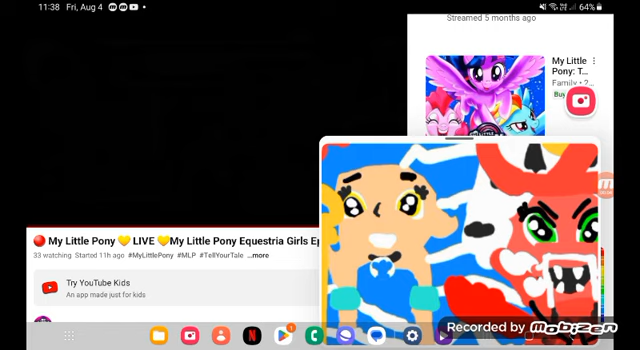 11:38 Fri, Aug 4
64%
Streamed 5 months ago
My Little
Pony: T...
Family • 2...
Buy
My Little Pony LIVE My Little Pony Equestria Girls Ep
33 watching Started 11h ago #MyLittlePony #MLP #TellYourTale ...more
Try YouTube Kids
An app made just for kids
Recorded by Mobizen